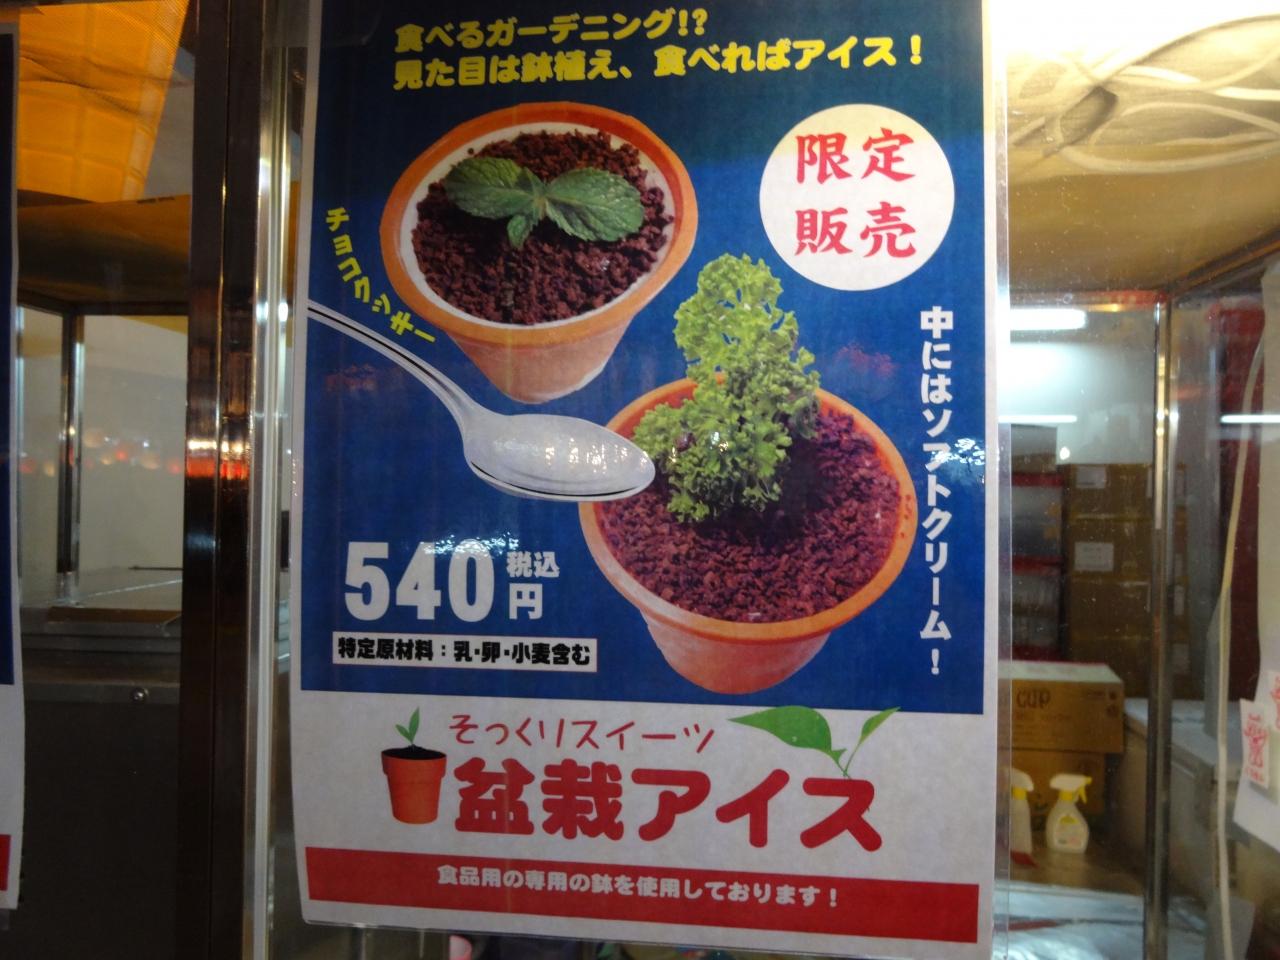 食べるガーデニング!?
見た目は鉢植え、食べればアイス！
限定
販売
チョコクッキー
中にはソフトクリーム！
540円税込
特定原材料：乳・卵・小麦含む
そっくりスイーツ
盆栽アイス
食品用の専用の鉢を使用しております！
CUP